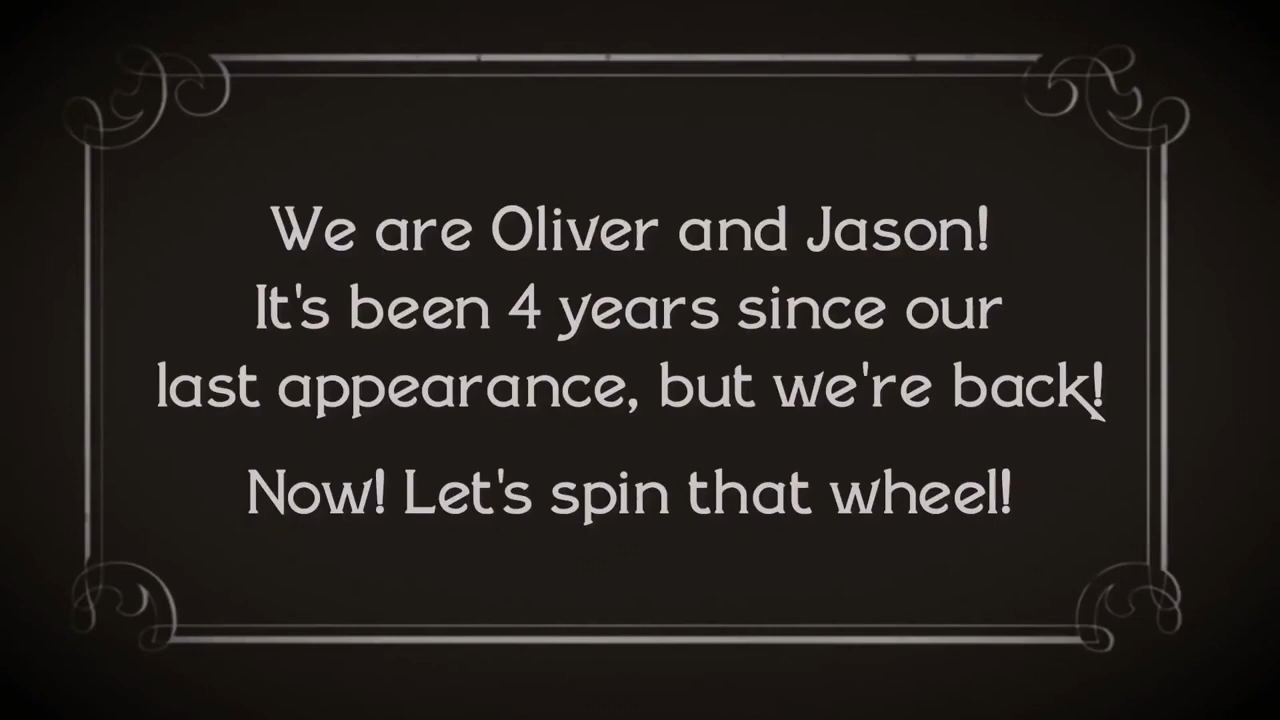 We are Oliver and Jason!
It's been 4 years since our
last appearance, but we're back!
Now! Let's spin that wheel!